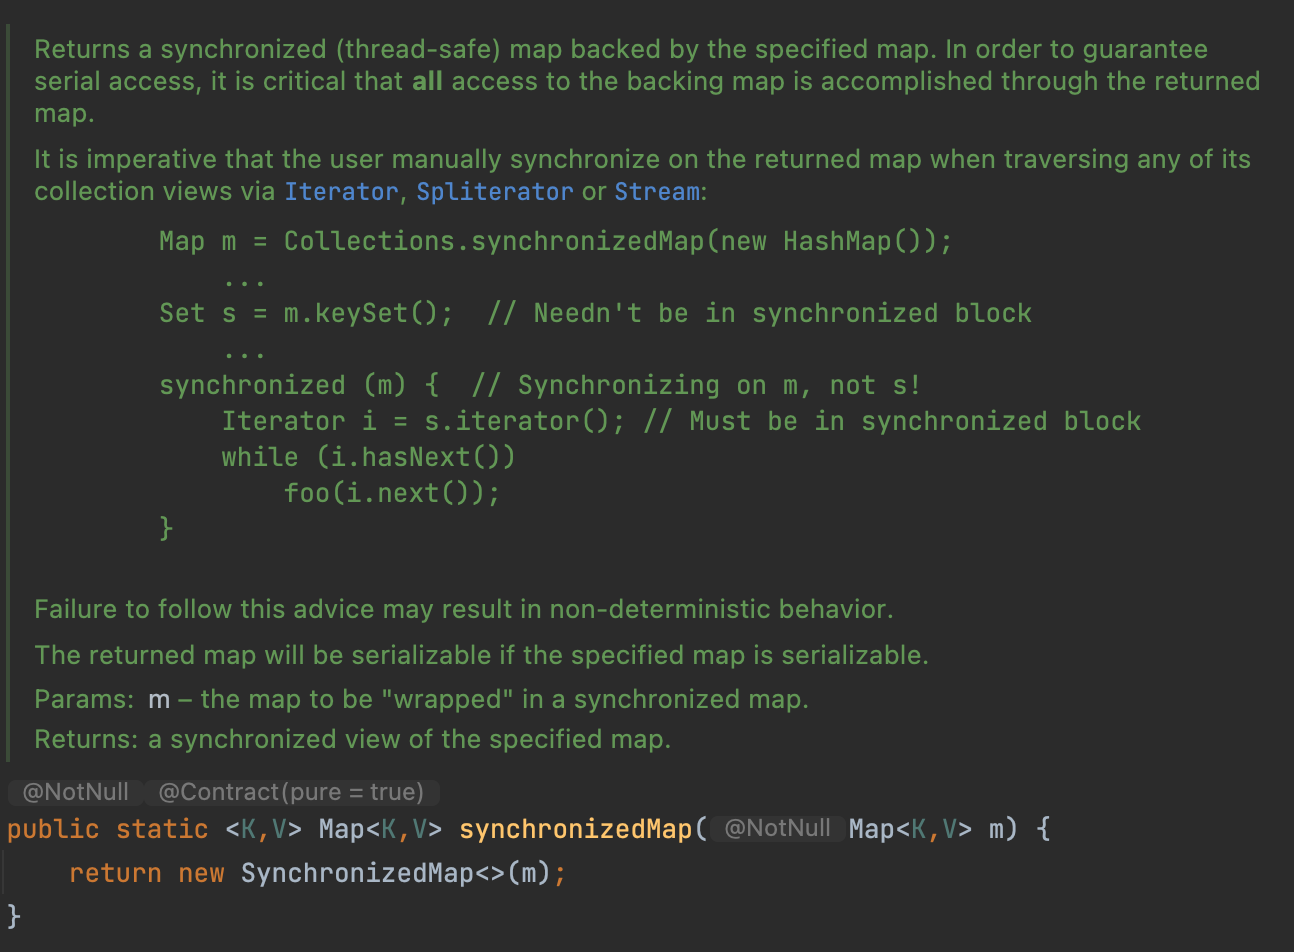 Returns a synchronized (thread-safe) map backed by the specified map. In order to guarantee
serial access, it is critical that all access to the backing map is accomplished through the returned
map.
It is imperative that the user manually synchronize on the returned map when traversing any of its
collection views via Iterator, Spliterator or Stream:
Map m = Collections.synchronizedMap(new HashMap());
...
Set s = m.keySet();  // Needn't be in synchronized block
...
synchronized (m) {  // Synchronizing on m, not s!
Iterator i = s.iterator(); // Must be in synchronized block
while (i.hasNext())
foo(i.next());
}
Failure to follow this advice may result in non-deterministic behavior.
The returned map will be serializable if the specified map is serializable.
Params: m – the map to be "wrapped" in a synchronized map.
Returns: a synchronized view of the specified map.
@NotNull @Contract(pure = true)
public static <K,V> Map<K,V> synchronizedMap( @NotNull Map<K,V> m) {
return new SynchronizedMap<>(m);
}